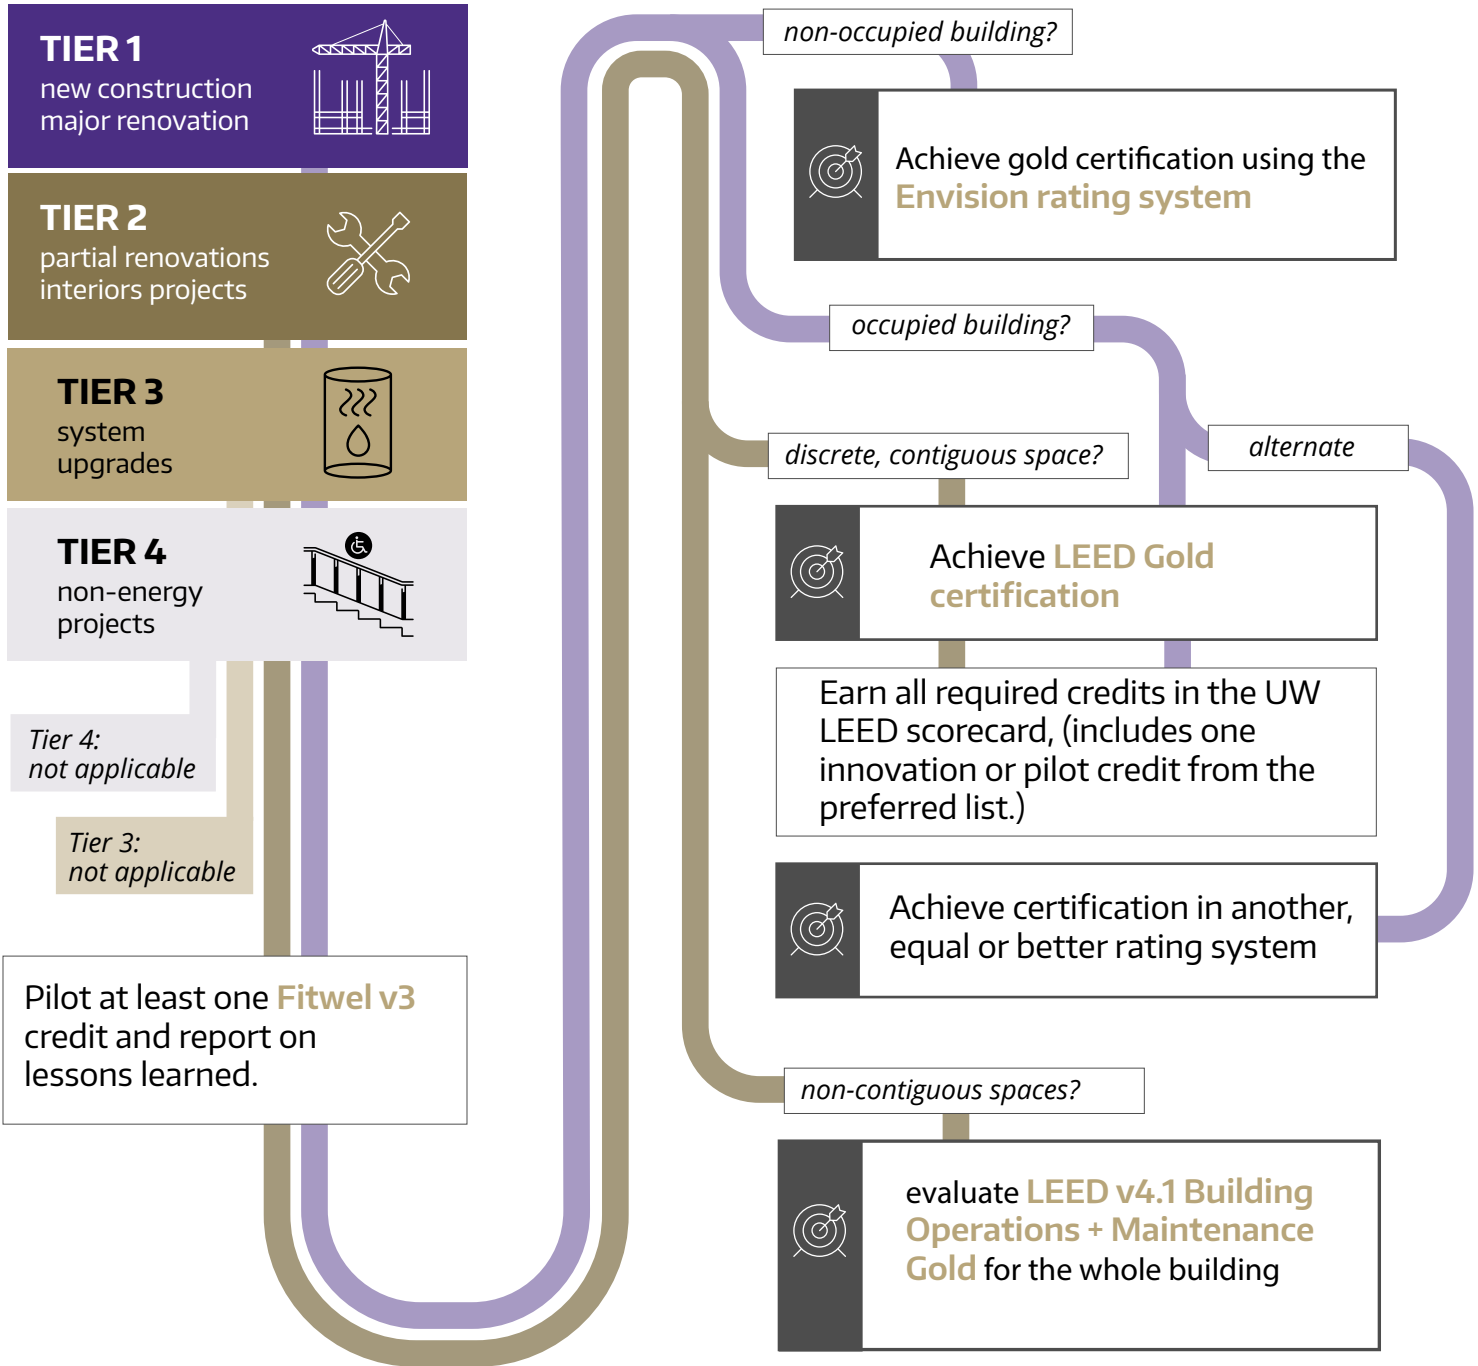 TIER 1
new construction
major renovation
TIER 2
partial renovations
interiors projects
TIER 3
system
upgrades
TIER 4
non-energy
projects
Tier 4:
not applicable
Tier 3:
not applicable
Pilot at least one Fitwel v3
credit and report on
lessons learned.
non-occupied building?
Achieve gold certification using the
Envision rating system
occupied building?
alternate
discrete, contiguous space?
Achieve LEED Gold
certification
Earn all required credits in the UW
LEED scorecard, (includes one
innovation or pilot credit from the
preferred list.)
Achieve certification in another,
equal or better rating system
non-contiguous spaces?
evaluate LEED v4.1 Building
Operations + Maintenance
Gold for the whole building